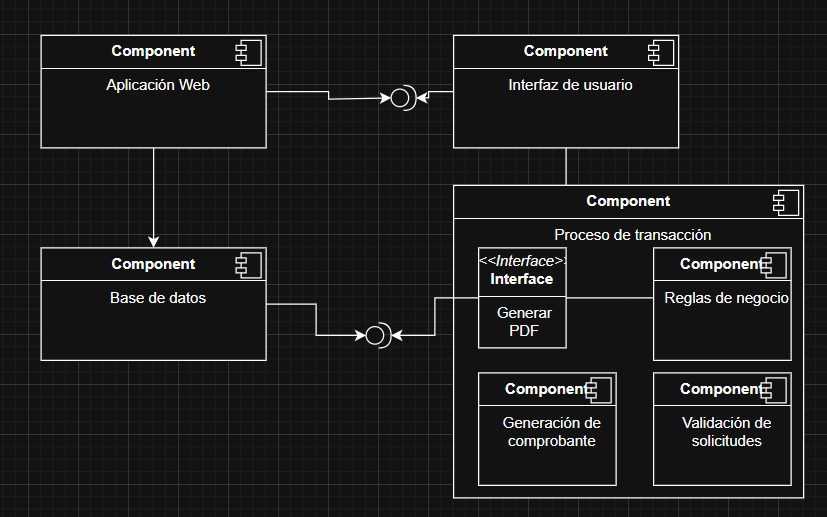 Component
Aplicación Web
Component
Interfaz de usuario
Component
Base de datos
Component
Proceso de transacción
<<Interface>>
Interface
Generar
PDF
Component
Reglas de negocio
Component
Generación de
comprobante
Component
Validación de
solicitudes